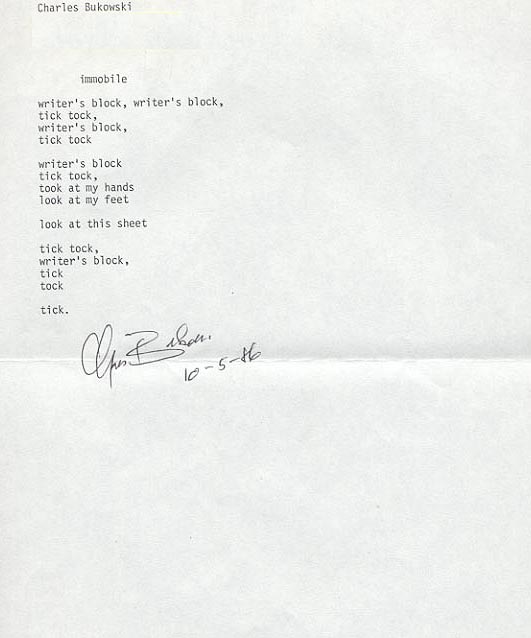 Charles Bukowski
immobile
writer's block, writer's block,
tick tock,
writer's block,
tick tock
writer's block
tick tock,
took at my hands
look at my feet
look at this sheet
tick tock,
writer's block,
tick
tock
tick.
10-5-86